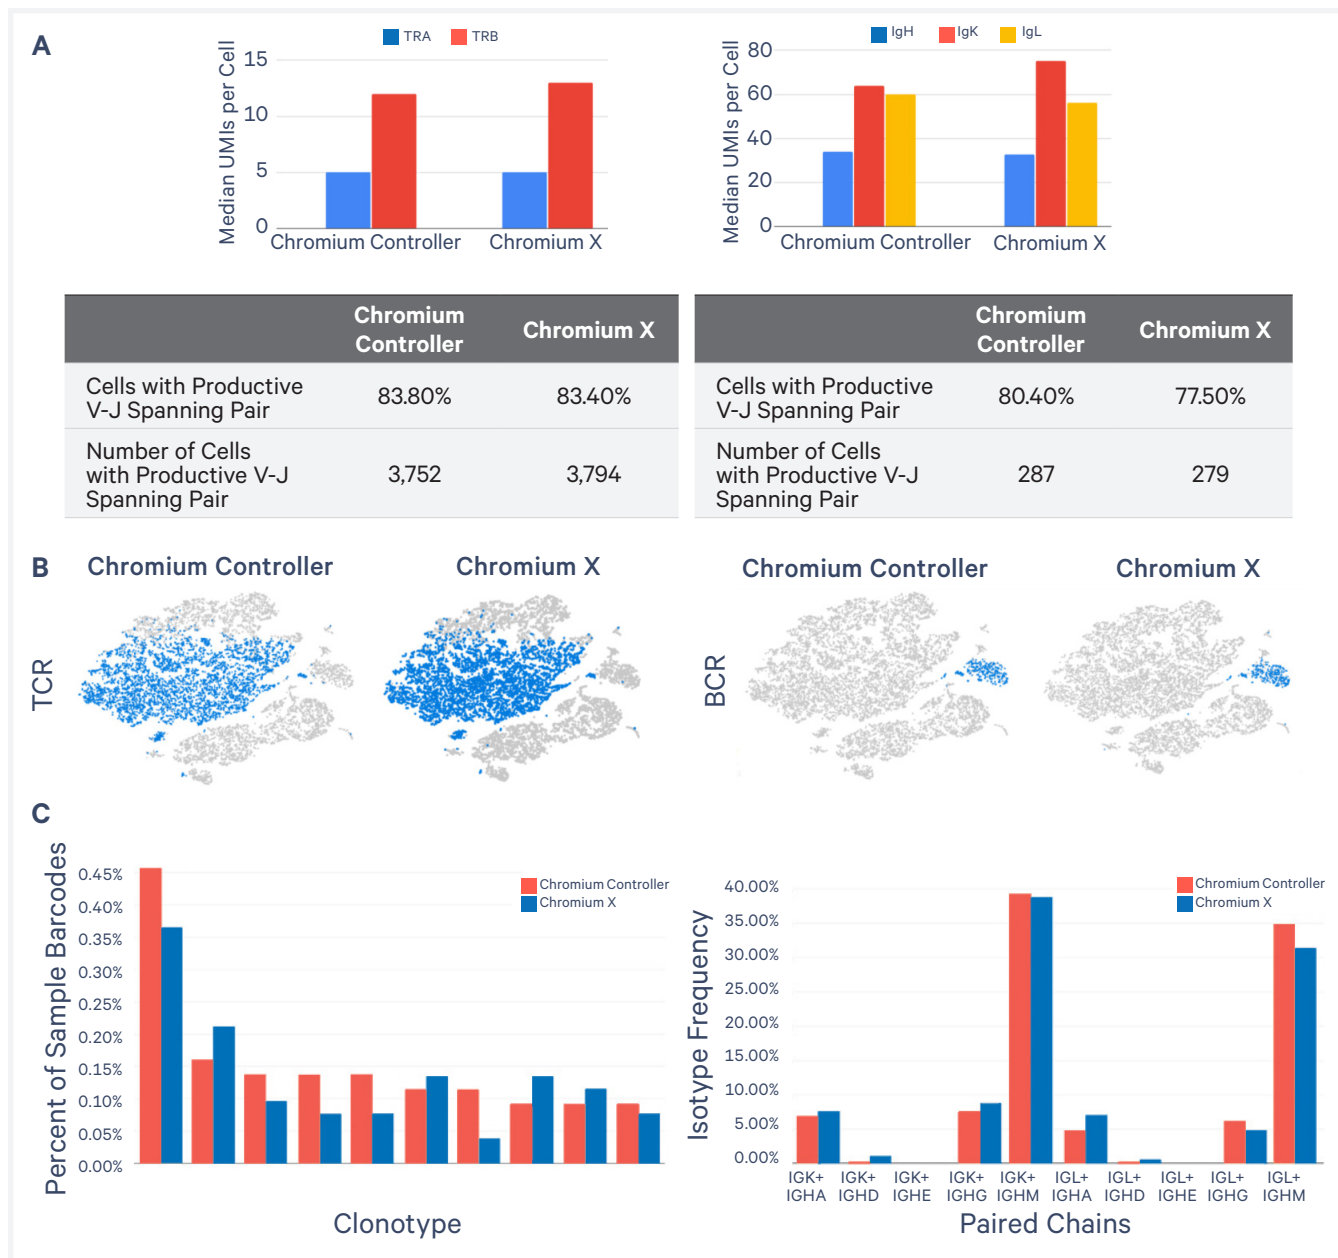 A
TRA TRB
Median UMIs per Cell
15
10
5
0
Chromium Controller Chromium X
IgH IgK IgL
Median UMIs per Cell
80
60
40
20
0
Chromium Controller Chromium X
Chromium
Controller
Chromium X
Cells with Productive
V-J Spanning Pair
83.80% 83.40%
Number of Cells
with Productive V-J
Spanning Pair
3,752 3,794
Chromium
Controller
Chromium X
Cells with Productive
V-J Spanning Pair
80.40% 77.50%
Number of Cells
with Productive V-J
Spanning Pair
287 279
B
Chromium Controller Chromium X
TCR
Chromium Controller Chromium X
BCR
C
Percent of Sample Barcodes
0.45%
0.40%
0.35%
0.30%
0.25%
0.20%
0.15%
0.10%
0.05%
0.00%
Chromium Controller
Chromium X
Clonotype
Isotype Frequency
40.00%
35.00%
30.00%
25.00%
20.00%
15.00%
10.00%
5.00%
0.00%
Chromium Controller
Chromium X
IGK+ IGK+ IGK+ IGK+ IGK+ IGL+ IGL+ IGL+ IGL+ IGL+
IGHA IGHD IGHE IGHG IGHM IGHA IGHD IGHE IGHG IGHM
Paired Chains